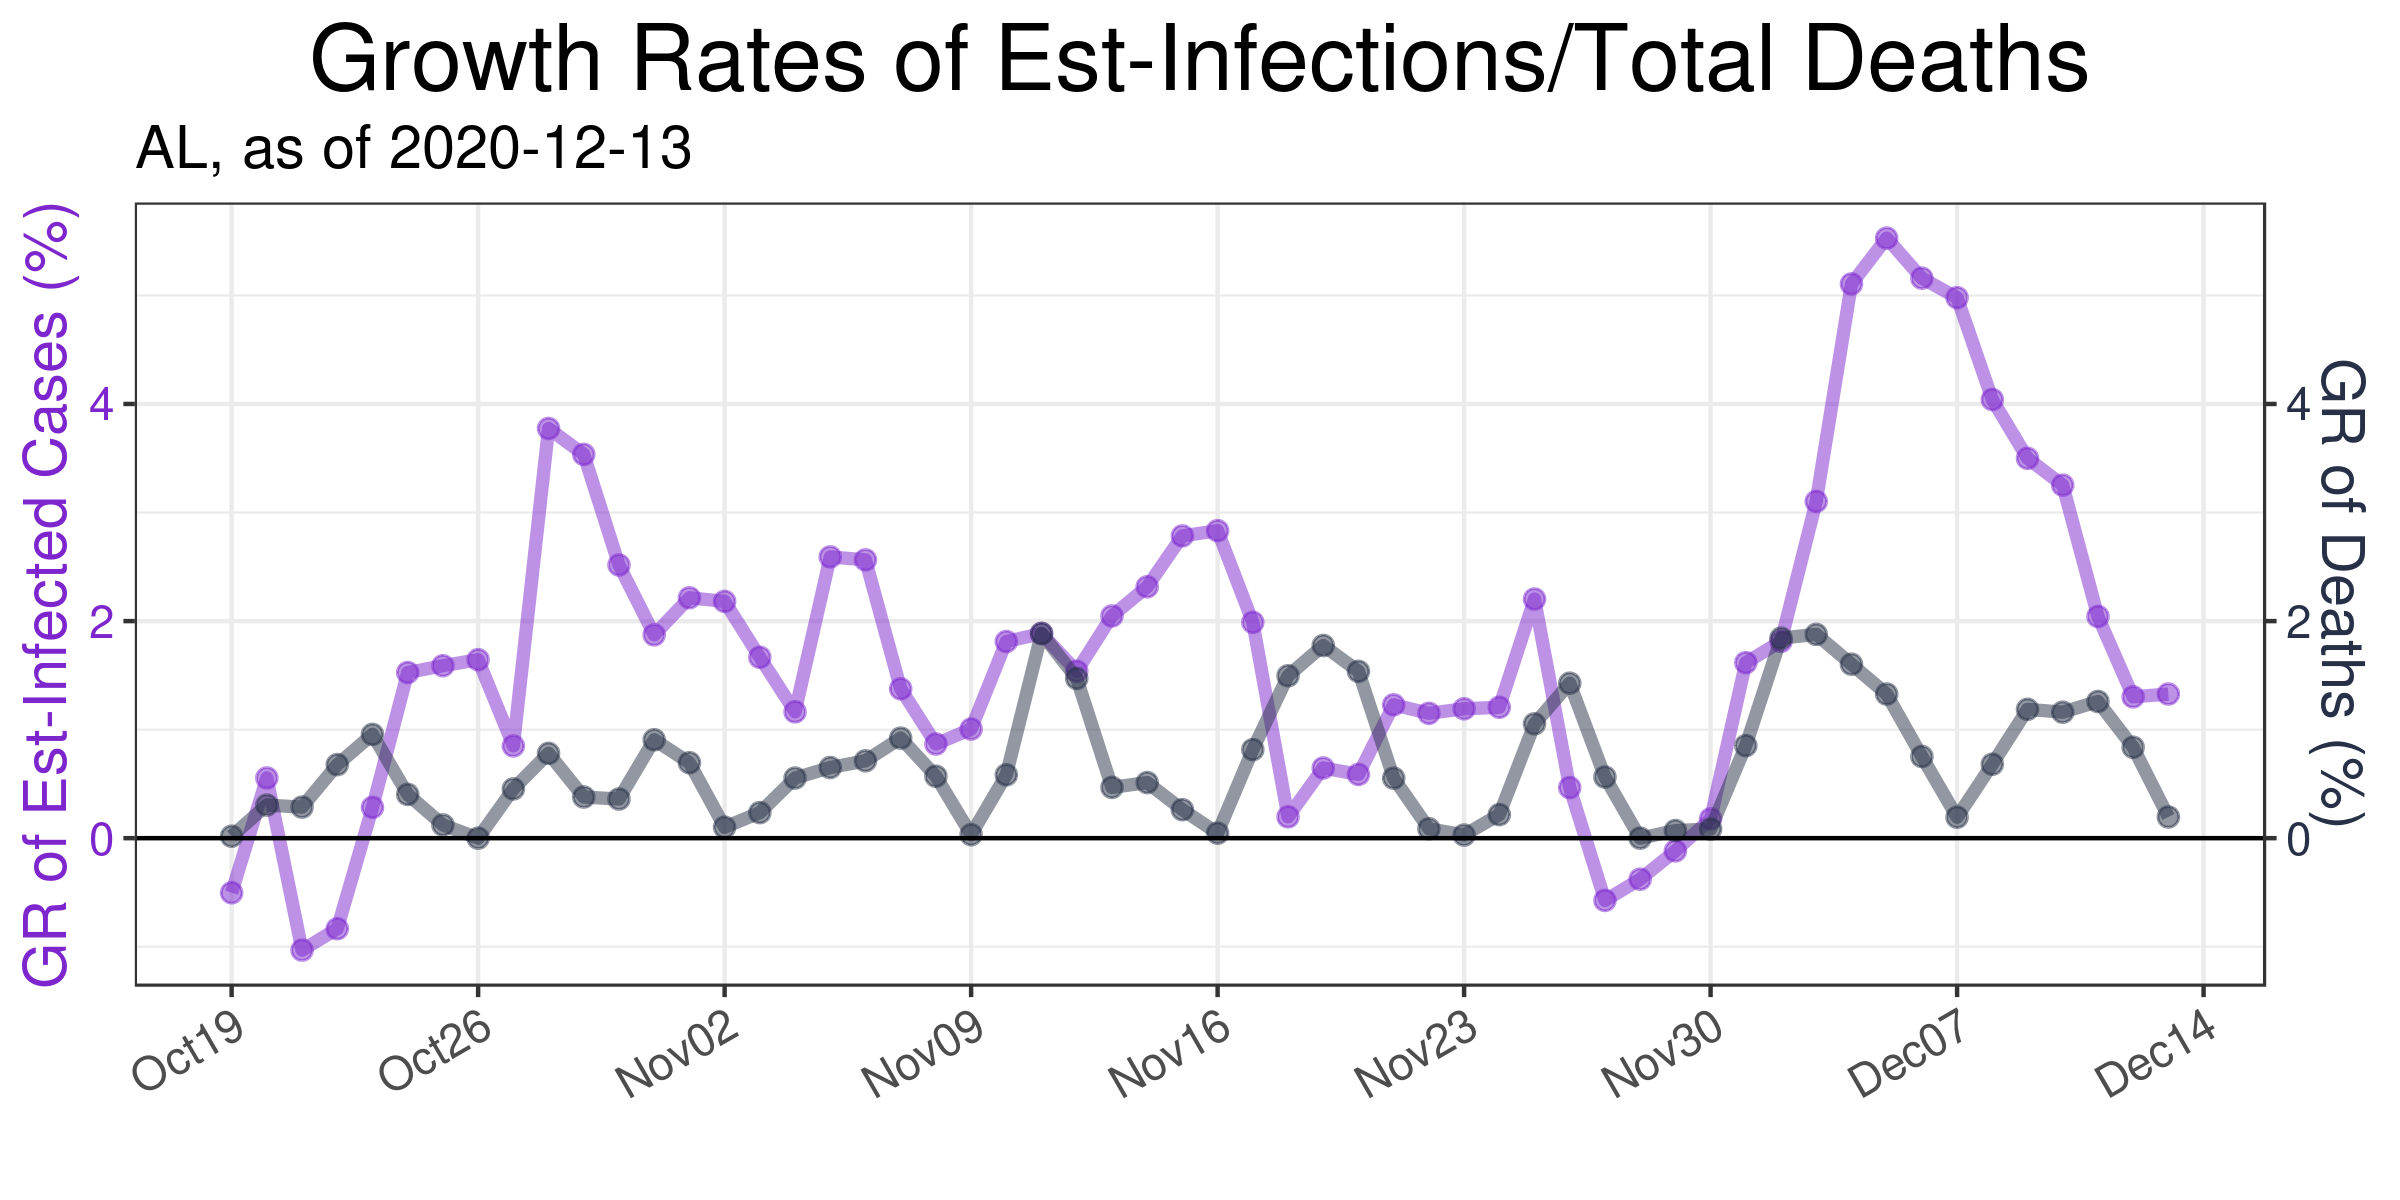 Growth Rates of Est-Infections/Total Deaths
AL, as of 2020-12-13
GR of Est-Infected Cases (%)
4
2
0
4
2
0
GR of Deaths (%)
Oct19
Oct26
Nov02
Nov09
Nov16
Nov23
Nov30
Dec07
Dec14